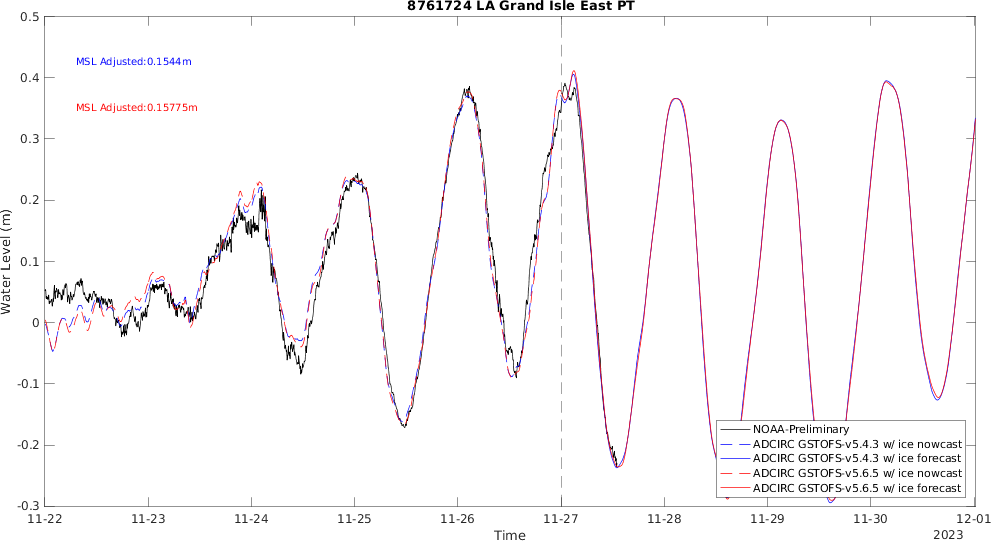 8761724 LA Grand Isle East PT
MSL Adjusted:0.1544m
MSL Adjusted:0.15775m
Water Level (m)
0.5
0.4
0.3
0.2
0.1
0
-0.1
-0.2
-0.3
NOAA-Preliminary
ADCIRC GSTOFS-v5.4.3 w/ ice nowcast
ADCIRC GSTOFS-v5.4.3 w/ ice forecast
ADCIRC GSTOFS-v5.6.5 w/ ice nowcast
ADCIRC GSTOFS-v5.6.5 w/ ice forecast
11-22 11-23 11-24 11-25 11-26 11-27 11-28 11-29 11-30 12-01
Time
2023